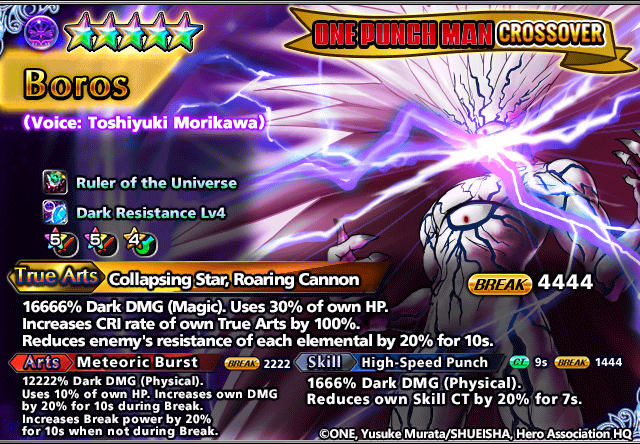 ONE PUNCH MAN CROSSOVER
Boros
(Voice: Toshiyuki Morikawa)
Ruler of the Universe
Dark Resistance Lv4
5 5 4
True Arts Collapsing Star, Roaring Cannon BREAK 4444
16666% Dark DMG (Magic). Uses 30% of own HP.
Increases CRI rate of own True Arts by 100%.
Reduces enemy's resistance of each elemental by 20% for 10s.
Arts Meteoric Burst BREAK 2222
12222% Dark DMG (Physical).
Uses 10% of own HP. Increases own DMG
by 20% for 10s during Break.
Increases Break power by 20%
for 10s when not during Break.
Skill High-Speed Punch CT 9s BREAK 1444
1666% Dark DMG (Physical).
Reduces own Skill CT by 20% for 7s.
©ONE, Yusuke Murata/SHUEISHA, Hero Association HQ